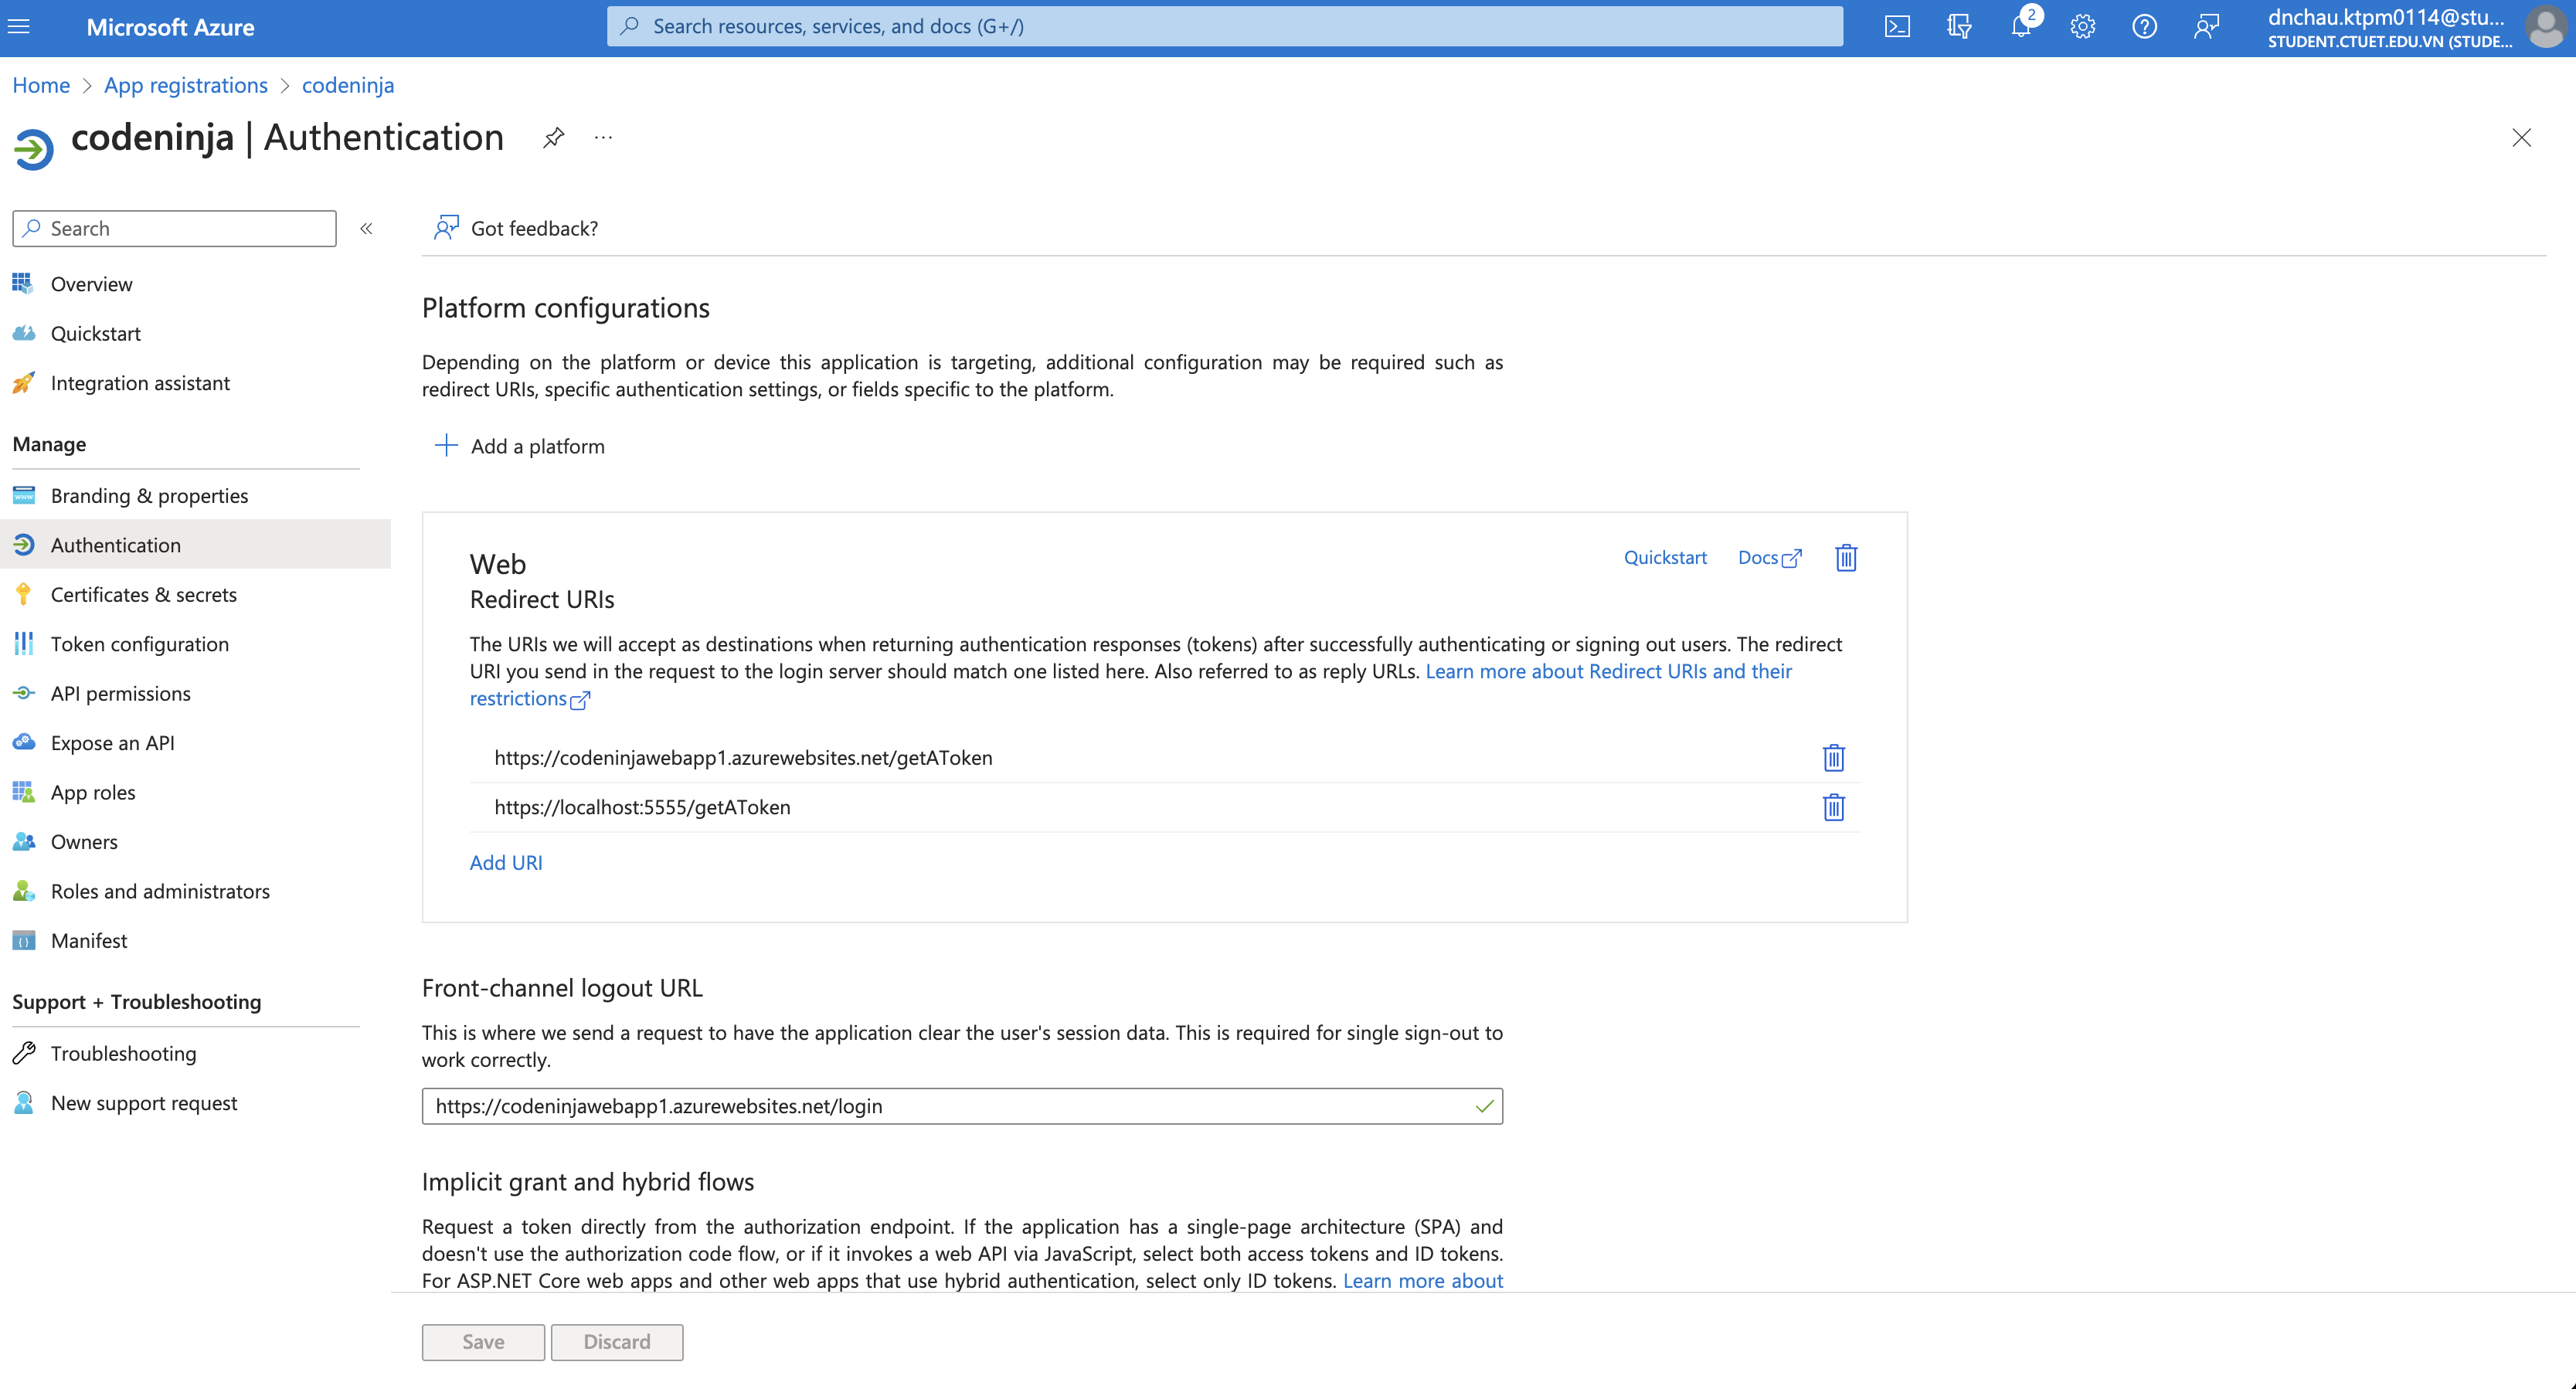 Microsoft Azure
Search resources, services, and docs (G+/)
2
dnchau.ktpm0114@stu...
STUDENT.CTUET.EDU.VN (STUDE...
Home > App registrations > codeninja
codeninja | Authentication
...
Search
«
Got feedback?
Overview
Quickstart
Integration assistant
Manage
Branding & properties
Authentication
Certificates & secrets
Token configuration
API permissions
Expose an API
App roles
Owners
Roles and administrators
Manifest
Support + Troubleshooting
Troubleshooting
New support request
Platform configurations
Depending on the platform or device this application is targeting, additional configuration may be required such as
redirect URIs, specific authentication settings, or fields specific to the platform.
Add a platform
Web
Quickstart
Docs
Redirect URIs
The URIs we will accept as destinations when returning authentication responses (tokens) after successfully authenticating or signing out users. The redirect
URI you send in the request to the login server should match one listed here. Also referred to as reply URLs. Learn more about Redirect URIs and their
restrictions
https://codeninjawebapp1.azurewebsites.net/getAToken
https://localhost:5555/getAToken
Add URI
Front-channel logout URL
This is where we send a request to have the application clear the user's session data. This is required for single sign-out to
work correctly.
https://codeninjawebapp1.azurewebsites.net/login
Implicit grant and hybrid flows
Request a token directly from the authorization endpoint. If the application has a single-page architecture (SPA) and
doesn't use the authorization code flow, or if it invokes a web API via JavaScript, select both access tokens and ID tokens.
For ASP.NET Core web apps and other web apps that use hybrid authentication, select only ID tokens. Learn more about
Save
Discard